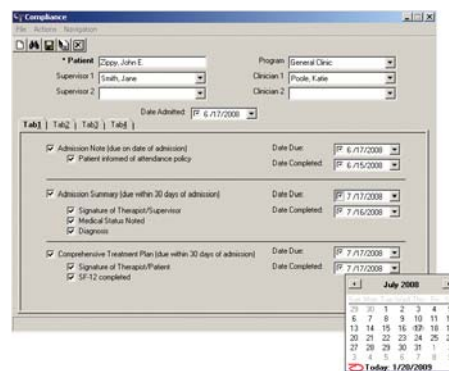 Compliance
File Actions Navigation
* Patient Zippy, John E. Program General Clinic
Supervisor 1 Smith, Jane Clinician 1 Poole, Katie
Supervisor 2 Clinician 2
Date Admitted: 6/17/2008
Tab1 Tab2 Tab3 Tab4
Admission Note (due on date of admission) Date Due: 6/17/2008
Patient informed of attendance policy Date Completed: 6/15/2008
Admission Summary (due within 30 days of admission) Date Due: 7/17/2008
Signature of Therapist/Supervisor Date Completed: 7/16/2008
Medical Status Noted
Diagnosis
Comprehensive Treatment Plan (due within 30 days of admission) Date Due: 7/17/2008
Signature of Therapist/Patient Date Completed: 7/17/2008
SF-12 completed
July 2008
29 30 1 2 3 4
6 7 8 9 10 11
13 14 15 16 17 18
20 21 22 23 24 25
27 28 29 30 31 1
3 4 5 6 7 8
Today: 1/20/2009